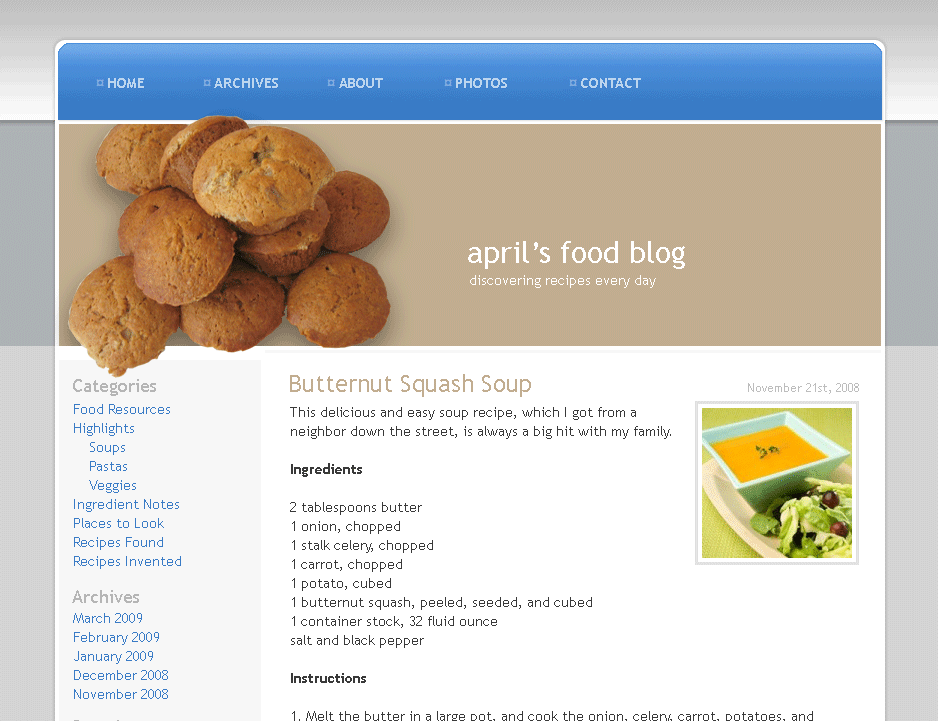 HOME ARCHIVES ABOUT PHOTOS CONTACT
april's food blog
discovering recipes every day
Categories
Food Resources
Highlights
Soups
Pastas
Veggies
Ingredient Notes
Places to Look
Recipes Found
Recipes Invented
Archives
March 2009
February 2009
January 2009
December 2008
November 2008
Butternut Squash Soup
November 21st, 2008
This delicious and easy soup recipe, which I got from a
neighbor down the street, is always a big hit with my family.
Ingredients
2 tablespoons butter
1 onion, chopped
1 stalk celery, chopped
1 carrot, chopped
1 potato, cubed
1 butternut squash, peeled, seeded, and cubed
1 container stock, 32 fluid ounce
salt and black pepper
Instructions
1. Melt the butter in a large pot, and cook the onion, celery, carrot, potatoes, and